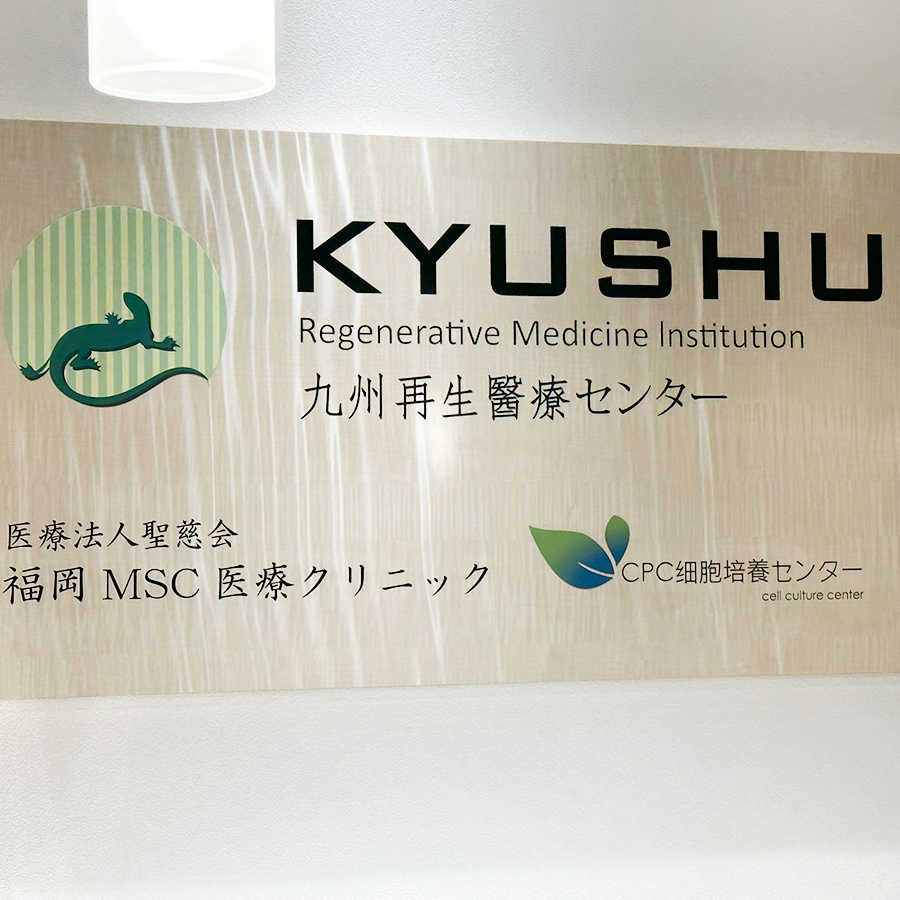 KYUSHU
Regenerative Medicine Institution
九州再生醫療センター
医療法人聖慈会
福岡 MSC 医療クリニック
CPC细胞培養センター
cell culture center